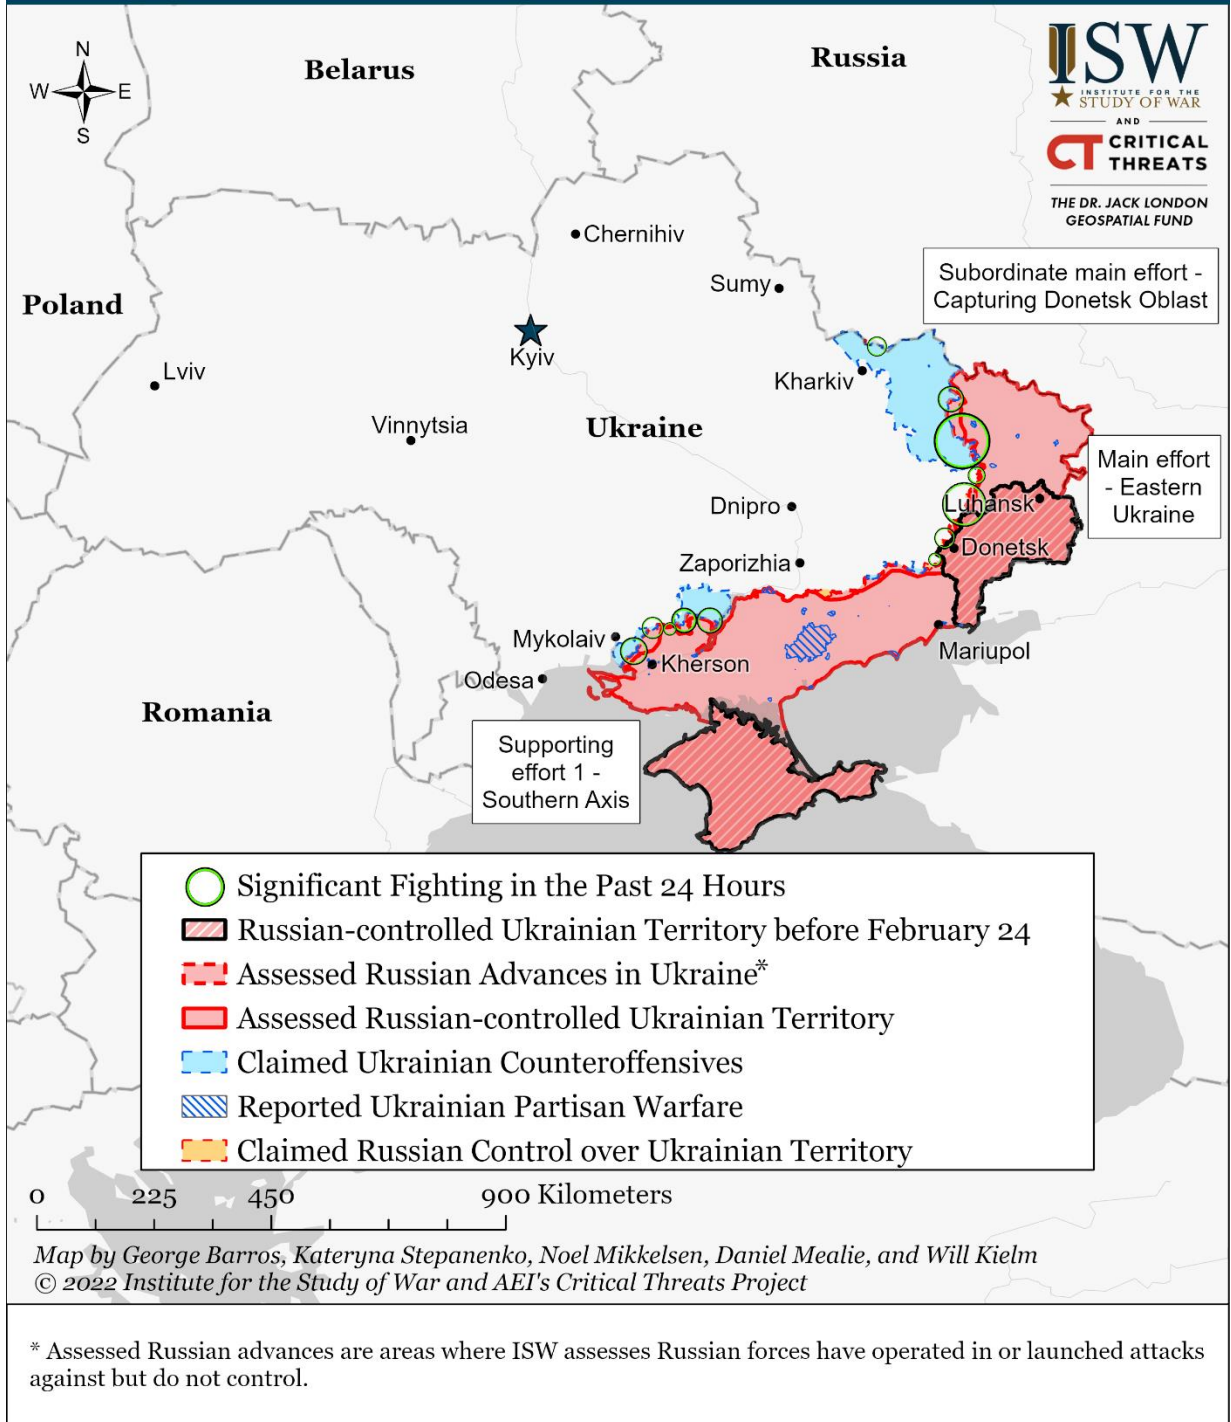 N
W E
S
Belarus
Russia
ISW
INSTITUTE FOR THE
STUDY OF WAR
AND
CT CRITICAL
THREATS
THE DR. JACK LONDON
GEOSPATIAL FUND
Chernihiv
Sumy
Subordinate main effort -
Capturing Donetsk Oblast
Poland
Kyiv
Lviv
Kharkiv
Vinnytsia
Ukraine
Main effort
- Eastern
Ukraine
Dnipro
Luhansk
Donetsk
Zaporizhia
Mykolaiv
Mariupol
Kherson
Odesa
Romania
Supporting
effort 1 -
Southern Axis
Significant Fighting in the Past 24 Hours
Russian-controlled Ukrainian Territory before February 24
Assessed Russian Advances in Ukraine*
Assessed Russian-controlled Ukrainian Territory
Claimed Ukrainian Counteroffensives
Reported Ukrainian Partisan Warfare
Claimed Russian Control over Ukrainian Territory
0 225 450 900 Kilometers
Map by George Barros, Kateryna Stepanenko, Noel Mikkelsen, Daniel Mealie, and Will Kielm
© 2022 Institute for the Study of War and AEI's Critical Threats Project
* Assessed Russian advances are areas where ISW assesses Russian forces have operated in or launched attacks
against but do not control.